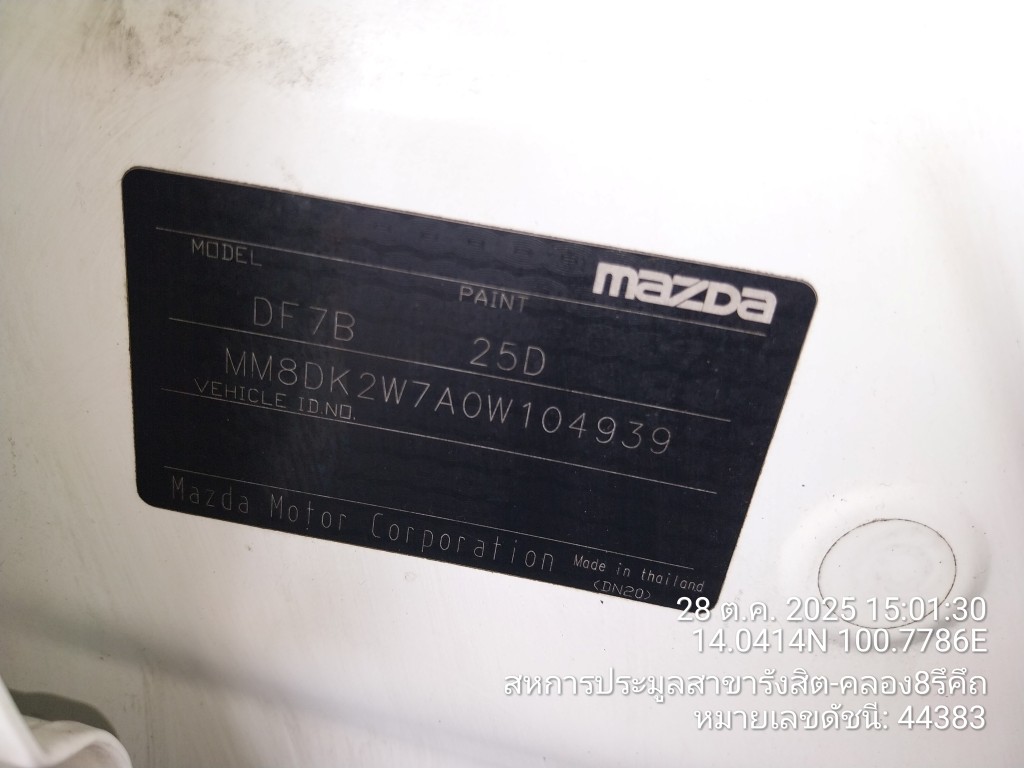 mazda
MODEL
PAINT
DF7B 25D
MM8DK2W7A0W104939
VEHICLE ID.NO.
Mazda Motor Corporation
Made in thailand
(DN20)
28 ต.ค. 2025 15:01:30
14.0414N 100.7786E
สหการประมูลสาขารังสิต-คลอง8รึคึถ
หมายเลขดัชนี: 44383